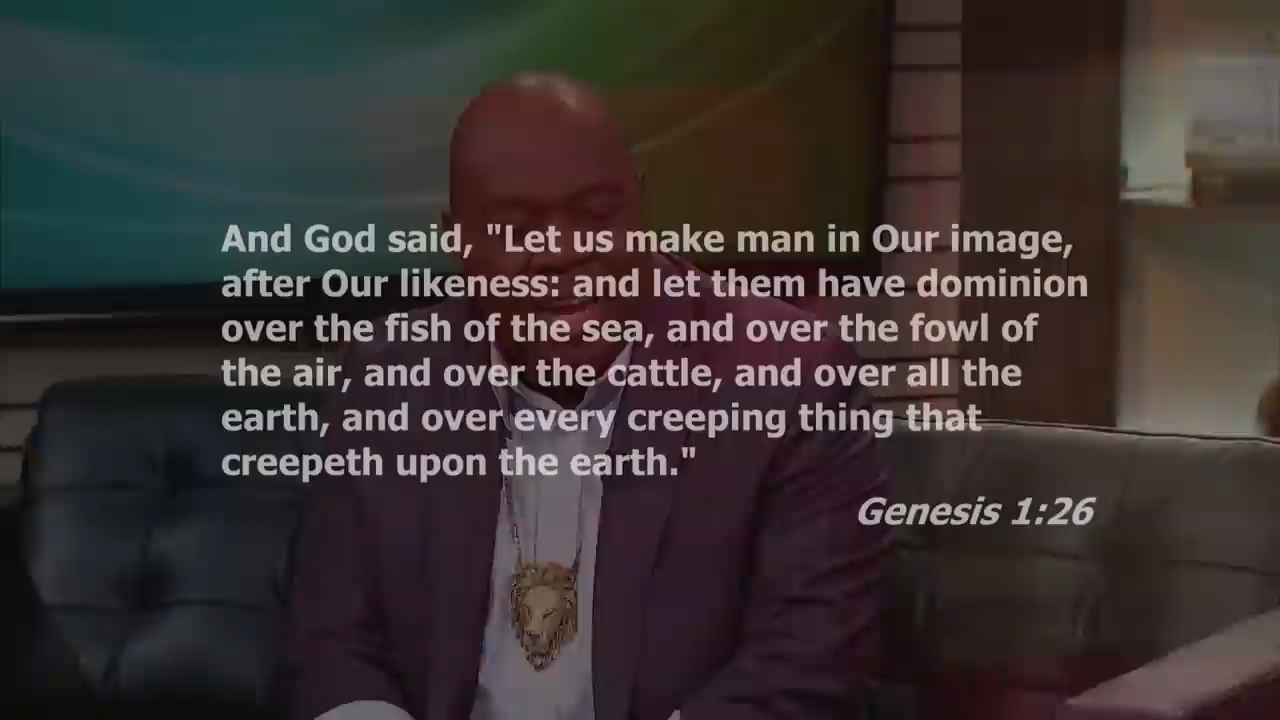 And God said, "Let us make man in Our image,
after Our likeness: and let them have dominion
over the fish of the sea, and over the fowl of
the air, and over the cattle, and over all the
earth, and over every creeping thing that
creepeth upon the earth."
Genesis 1:26